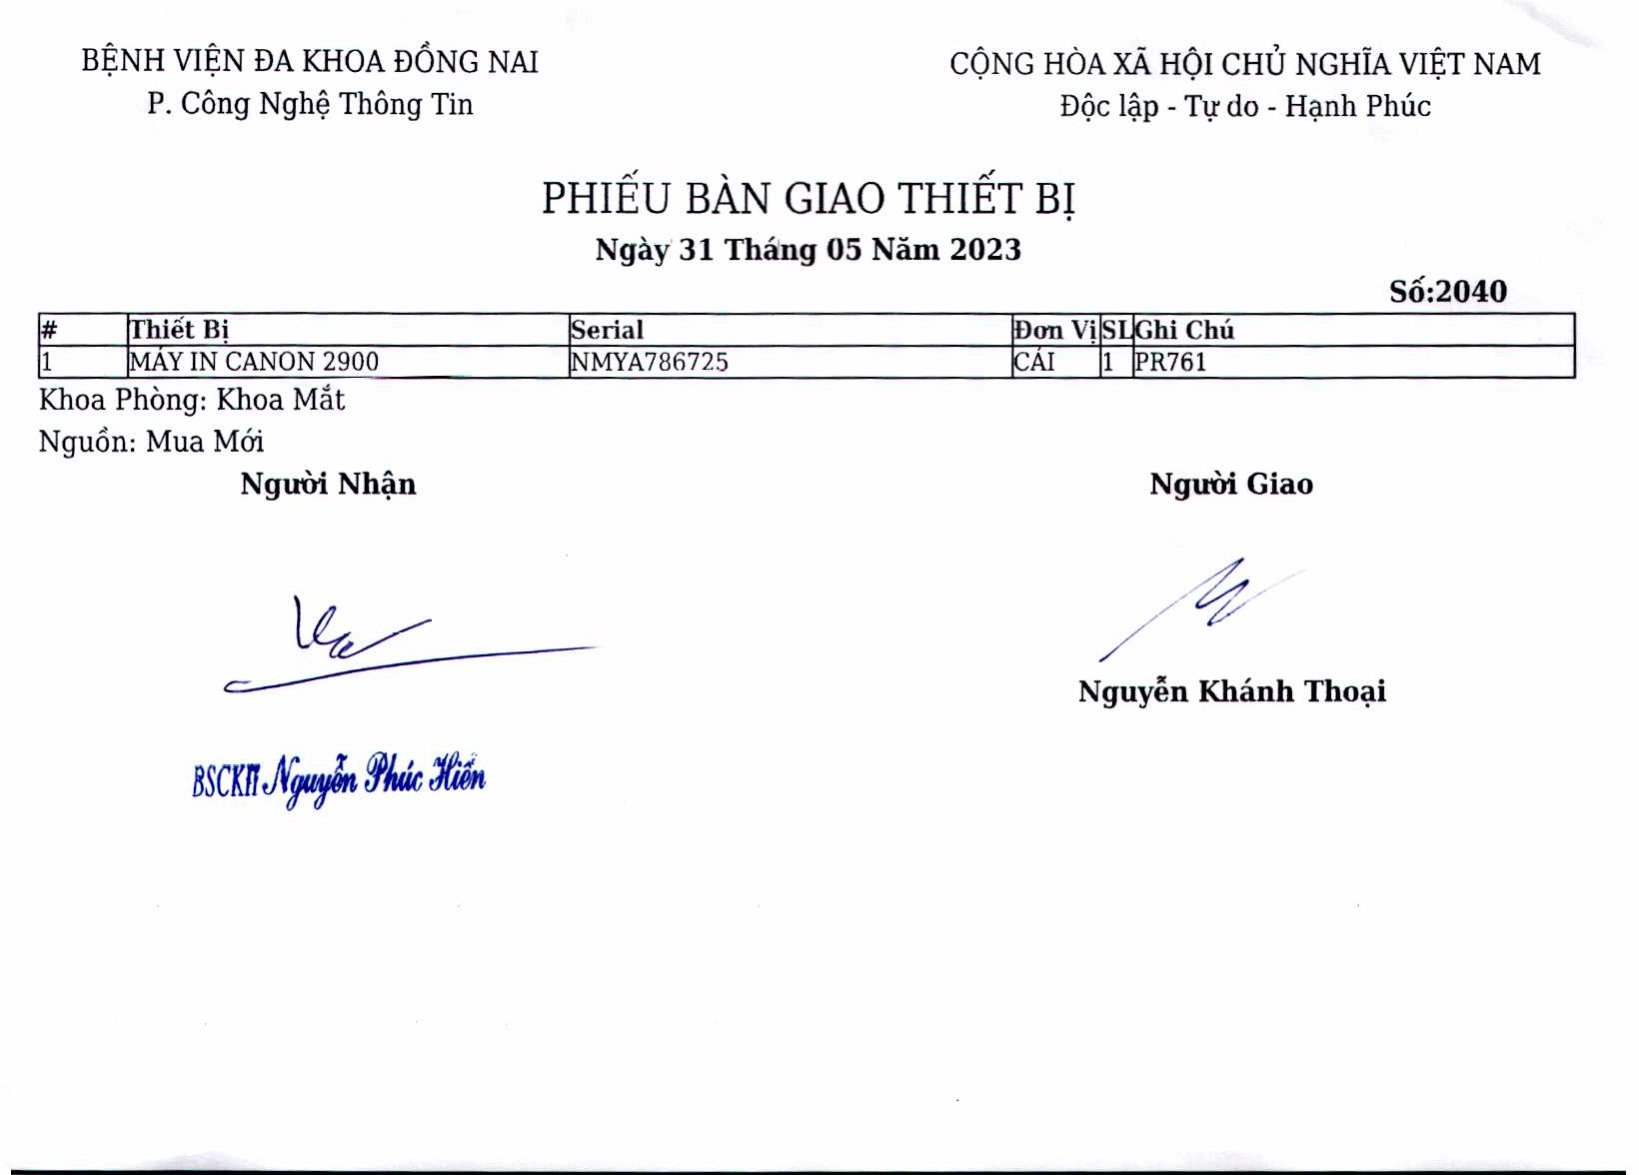 BỆNH VIỆN ĐA KHOA ĐỒNG NAI
P. Công Nghệ Thông Tin
CỘNG HÒA XÃ HỘI CHỦ NGHĨA VIỆT NAM
Độc lập - Tự do - Hạnh Phúc
PHIẾU BÀN GIAO THIẾT BỊ
Ngày 31 Tháng 05 Năm 2023
Số:2040
# Thiết Bị Serial Đơn Vị SL Ghi Chú
1 MÁY IN CANON 2900 NMYA786725 CÁI 1 PR761
Khoa Phòng: Khoa Mắt
Nguồn: Mua Mới
Người Nhận Người Giao
Nguyễn Khánh Thoại
BSCKII Nguyễn Phúc Hiền